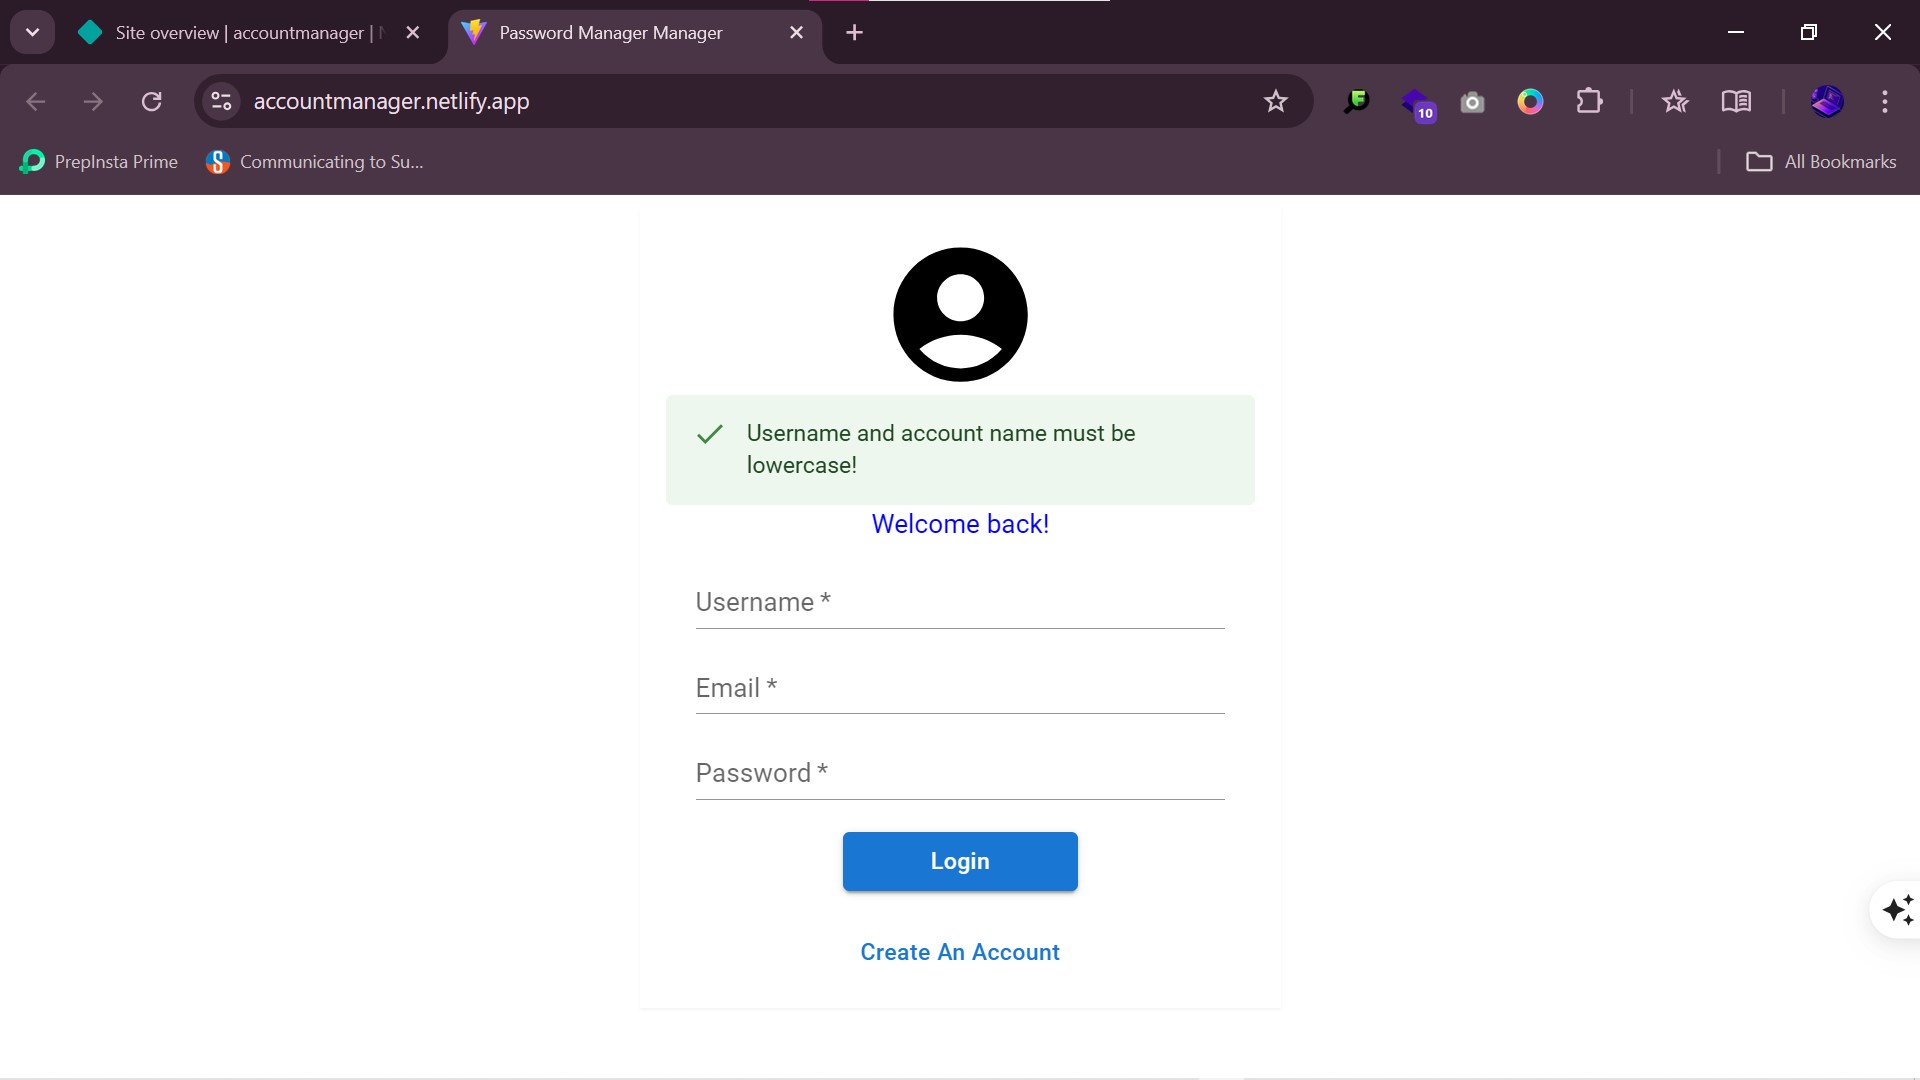 Site overview | accountmanager |
Password Manager Manager
accountmanager.netlify.app
10
PrepInsta Prime
Communicating to Su...
All Bookmarks
Username and account name must be
lowercase!
Welcome back!
Username *
Email *
Password *
Login
Create An Account